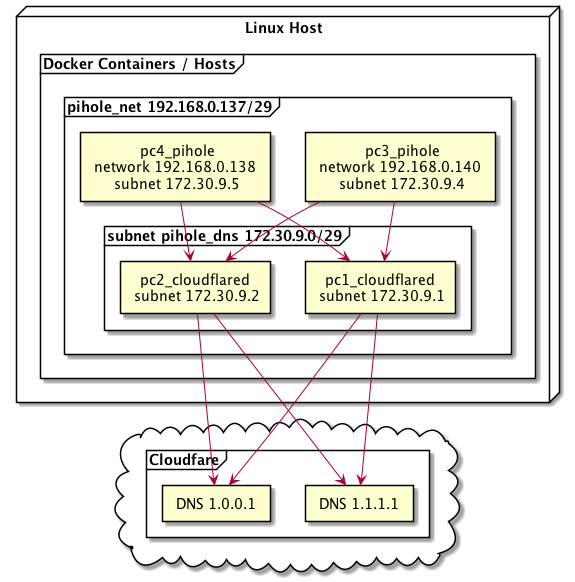 Linux Host
Docker Containers / Hosts
pihole_net 192.168.0.137/29
pc4_pihole
network 192.168.0.138
subnet 172.30.9.5
pc3_pihole
network 192.168.0.140
subnet 172.30.9.4
subnet pihole_dns 172.30.9.0/29
pc2_cloudflared
subnet 172.30.9.2
pc1_cloudflared
subnet 172.30.9.1
Cloudfare
DNS 1.0.0.1
DNS 1.1.1.1